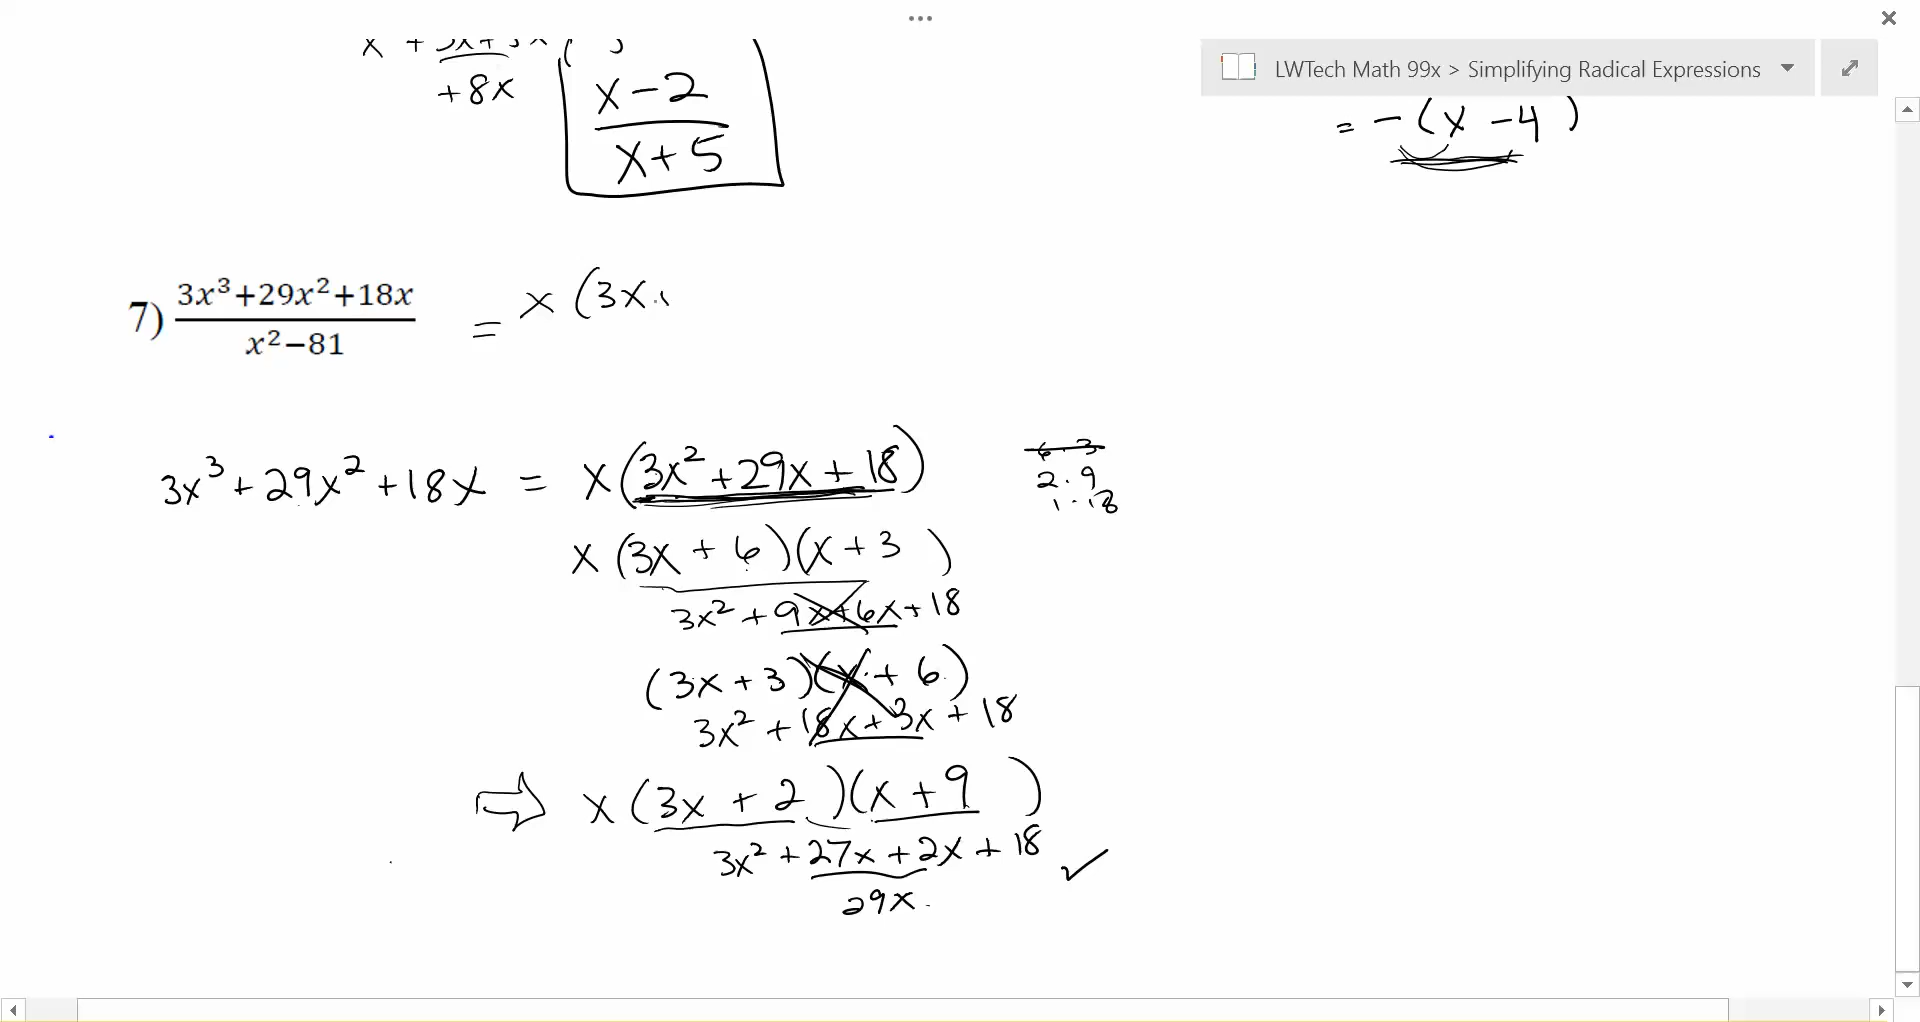 LWTech Math 99x > Simplifying Radical Expressions
+8x
x-2
x+5
= -(x-4)
7) 3x³+29x²+18x
x²-81
= x(3x
3x³+29x²+18x = x(3x²+29x+18)
6·3
2·9
1·18
x(3x+6)(x+3)
3x²+9x+6x+18
(3x+3)(x+6)
3x²+18x+3x+18
x(3x+2)(x+9)
3x²+27x+2x+18
29x